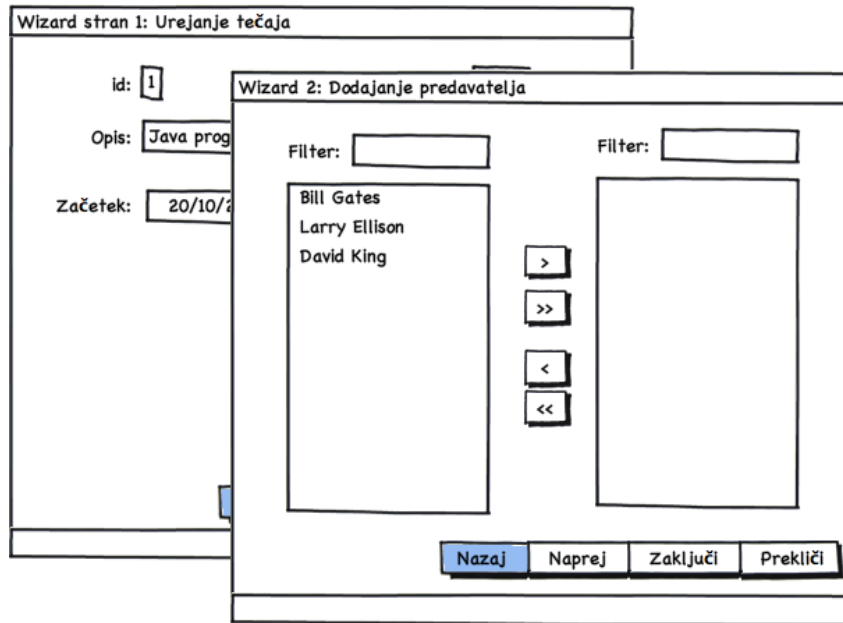 Wizard stran 1: Urejanje tečaja
id: 1
Opis: Java prog
Začetek: 20/10/2
Wizard 2: Dodajanje predavatelja
Filter:
Filter:
Bill Gates
Larry Ellison
David King
>
>>
<
<<
Nazaj Naprej Zaključi Prekliči